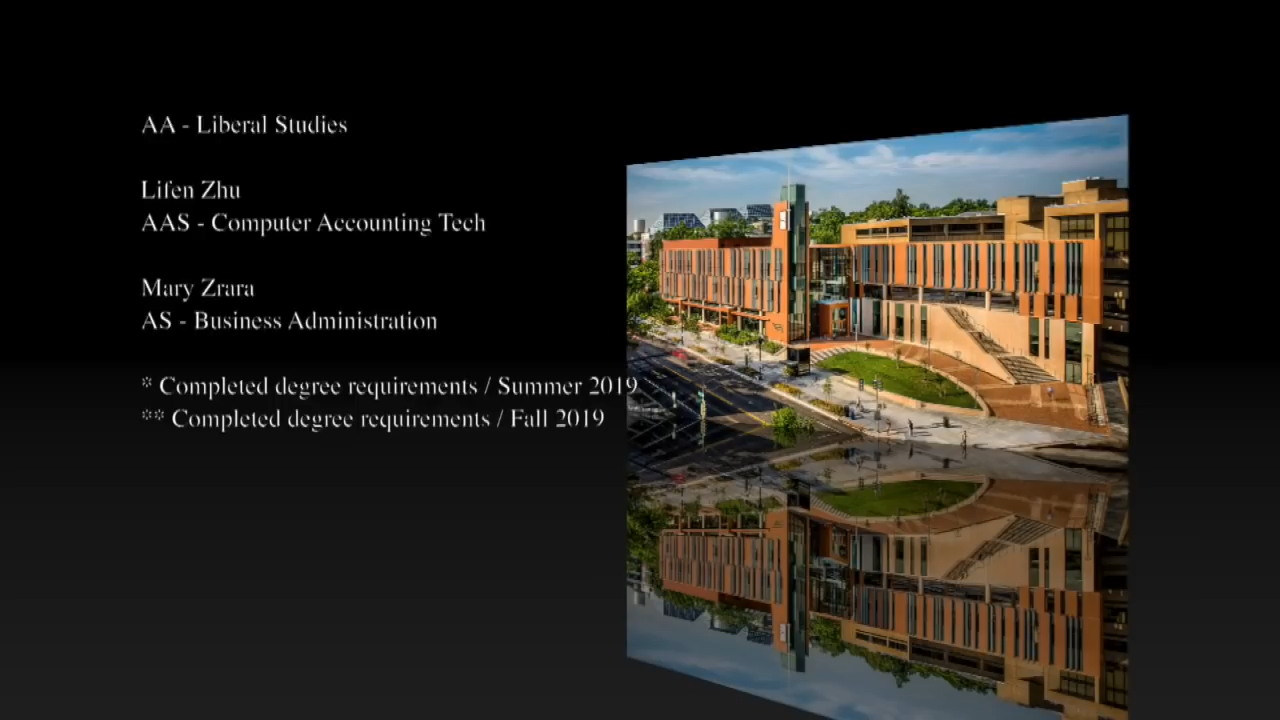 AA - Liberal Studies
Lifen Zhu
AAS - Computer Accounting Tech
Mary Zrara
AS - Business Administration
* Completed degree requirements / Summer 2019
** Completed degree requirements / Fall 2019